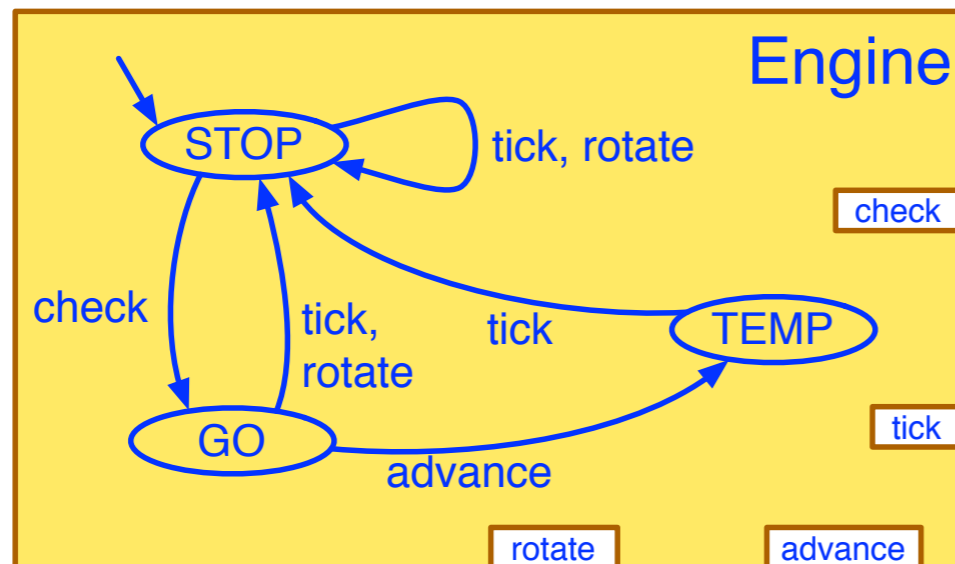 Engine
STOP
tick, rotate
check
check
tick,
rotate
tick
TEMP
tick
GO
advance
rotate
advance